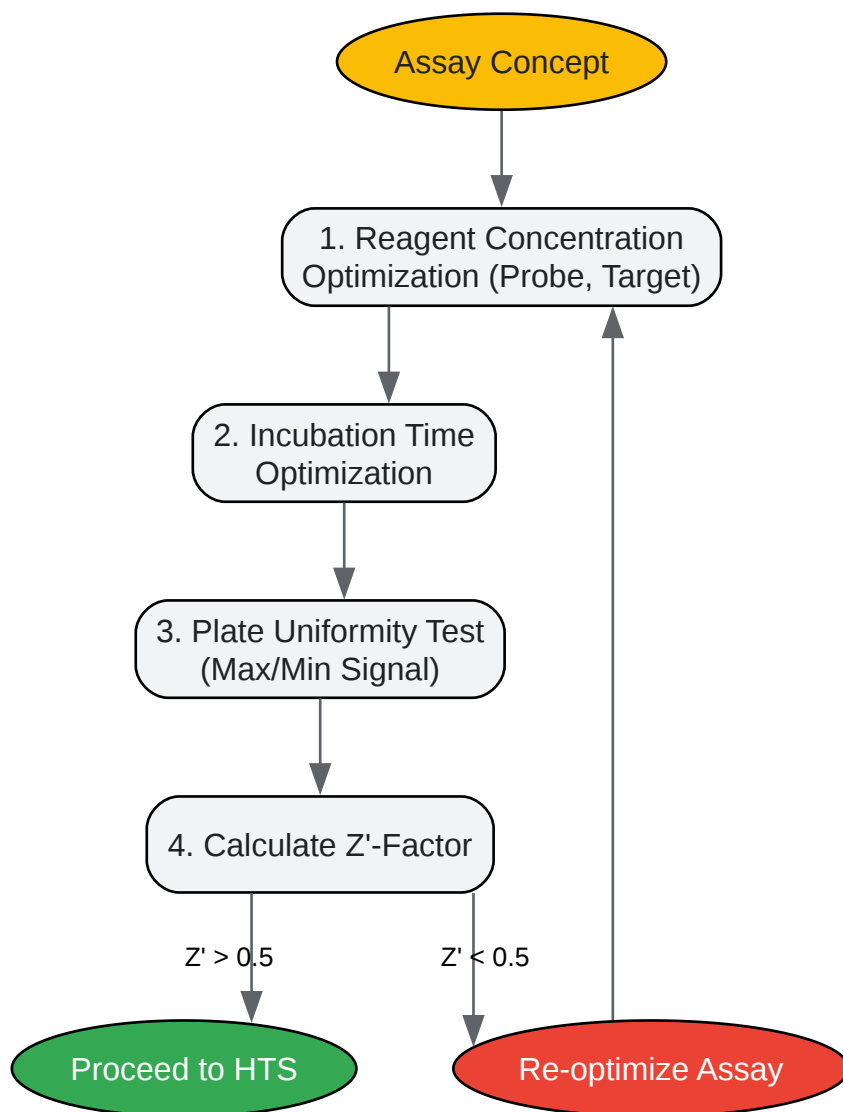 Assay Concept
1. Reagent Concentration
Optimization (Probe, Target)
2. Incubation Time
Optimization
3. Plate Uniformity Test
(Max/Min Signal)
4. Calculate Z'-Factor
Z' > 0.5
Z' < 0.5
Proceed to HTS
Re-optimize Assay